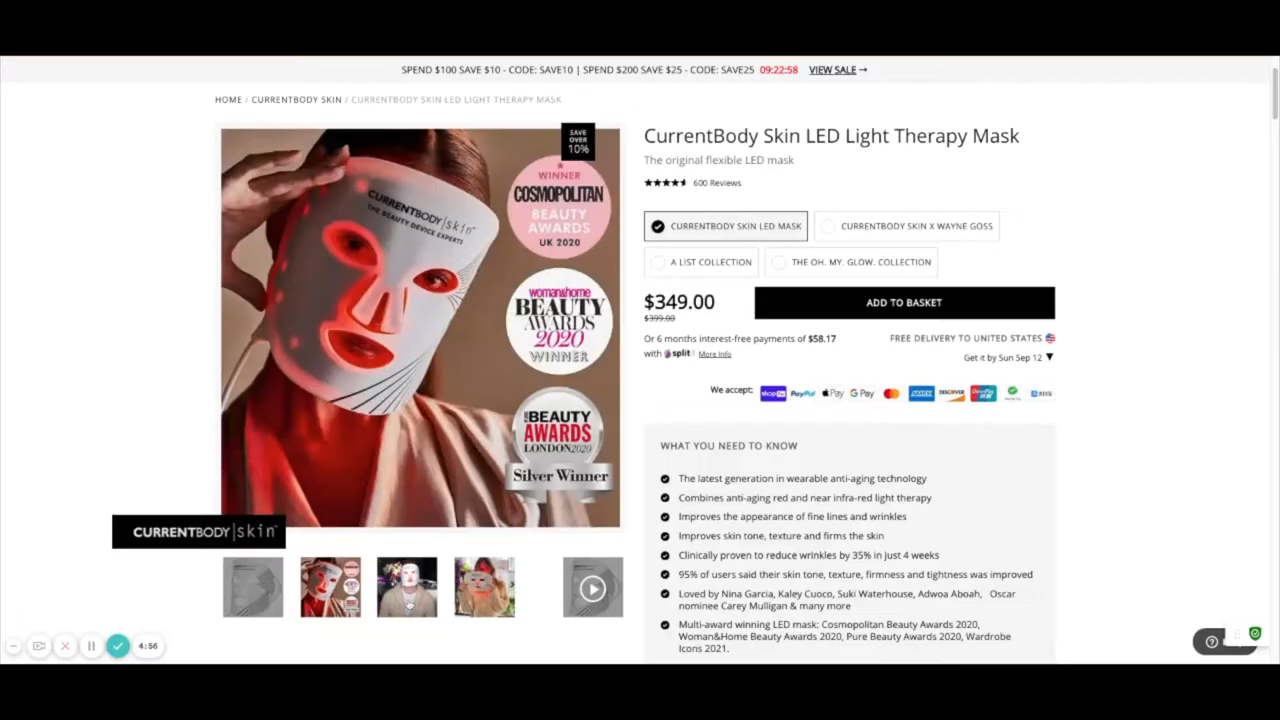 SPEND $100 SAVE $10 - CODE: SAVE10 | SPEND $200 SAVE $25 - CODE: SAVE25 09:22:58 VIEW SALE →
HOME / CURRENTBODY SKIN / CURRENTBODY SKIN LED LIGHT THERAPY MASK
SAVE
OVER
10%
CURRENTBODY|skin™
THE BEAUTY DEVICE EXPERTS
WINNER
COSMOPOLITAN
BEAUTY
AWARDS
UK 2020
woman&home
BEAUTY
AWARDS
2020
WINNER
BEAUTY
AWARDS
LONDON2020
Silver Winner
CURRENTBODY|skin™
CurrentBody Skin LED Light Therapy Mask
The original flexible LED mask
600 Reviews
CURRENTBODY SKIN LED MASK
CURRENTBODY SKIN X WAYNE GOSS
A LIST COLLECTION
THE OH. MY. GLOW. COLLECTION
$349.00
$399.00
ADD TO BASKET
Or 6 months interest-free payments of $58.17
with split More Info
FREE DELIVERY TO UNITED STATES
Get it by Sun Sep 12 ▼
We accept: shop PayPal Pay G Pay DISCOVER
WHAT YOU NEED TO KNOW
The latest generation in wearable anti-aging technology
Combines anti-aging red and near infra-red light therapy
Improves the appearance of fine lines and wrinkles
Improves skin tone, texture and firms the skin
Clinically proven to reduce wrinkles by 35% in just 4 weeks
95% of users said their skin tone, texture, firmness and tightness was improved
Loved by Nina Garcia, Kaley Cuoco, Suki Waterhouse, Adwoa Aboah, Oscar
nominee Carey Mulligan & many more
Multi-award winning LED mask: Cosmopolitan Beauty Awards 2020,
Woman&Home Beauty Awards 2020, Pure Beauty Awards 2020, Wardrobe
Icons 2021.
4:56